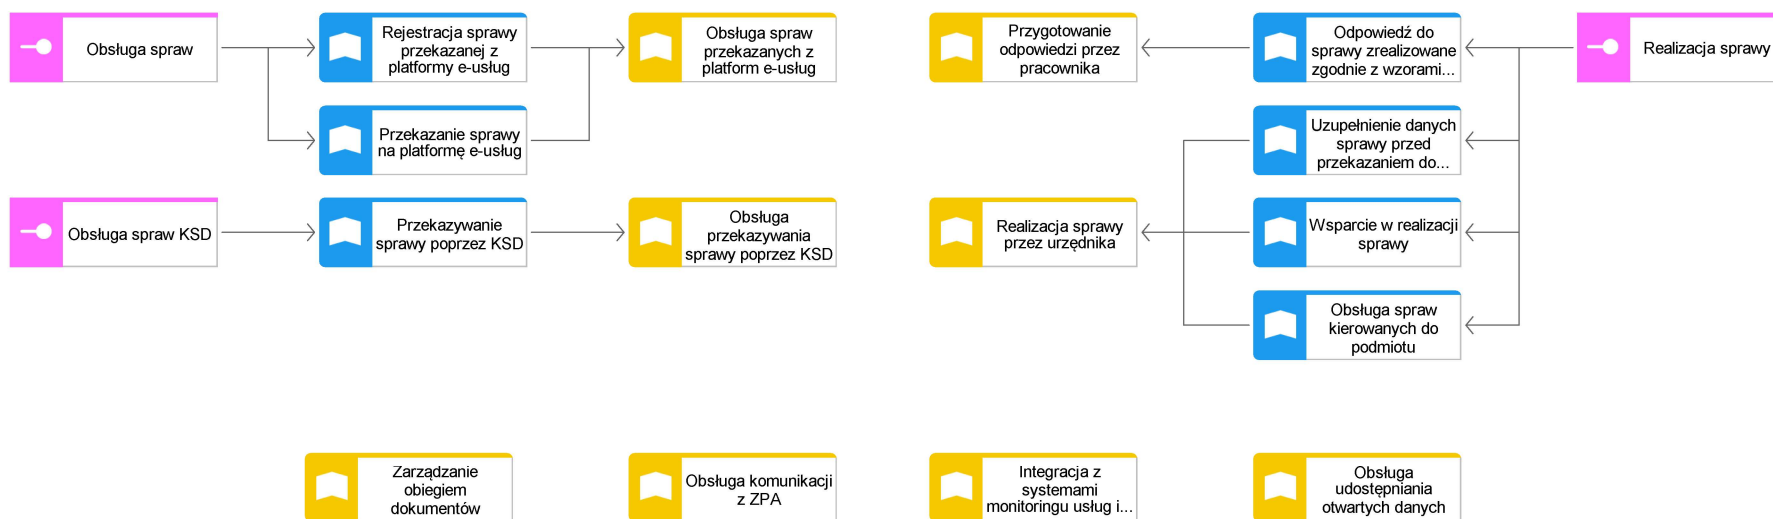 Obsługa spraw
Rejestracja sprawy
przekazanej z
platformy e-usług
Obsługa spraw
przekazanych z
platform e-usług
Przygotowanie
odpowiedzi przez
pracownika
Odpowiedź do
sprawy zrealizowane
zgodnie z wzorami...
Realizacja sprawy
Przekazanie sprawy
na platformę e-usług
Uzupełnienie danych
sprawy przed
przekazaniem do...
Obsługa spraw KSD
Przekazywanie
sprawy poprzez KSD
Obsługa
przekazywania
sprawy poprzez KSD
Realizacja sprawy
przez urzędnika
Wsparcie w realizacji
sprawy
Obsługa spraw
kierowanych do
podmiotu
Zarządzanie
obiegiem
dokumentów
Obsługa komunikacji
z ZPA
Integracja z
systemami
monitoringu usług i...
Obsługa
udostępniania
otwartych danych